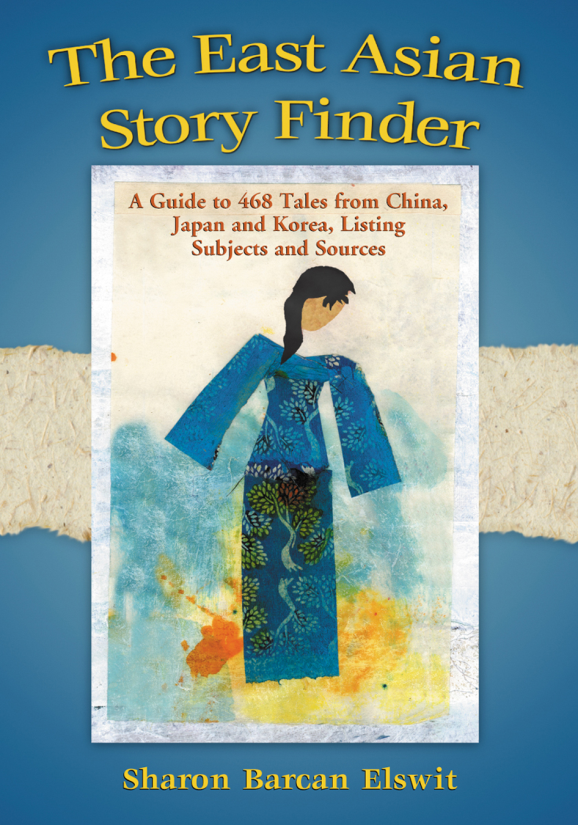 The East Asian
Story Finder
A Guide to 468 Tales from China,
Japan and Korea, Listing
Subjects and Sources
Sharon Barcan Elswit